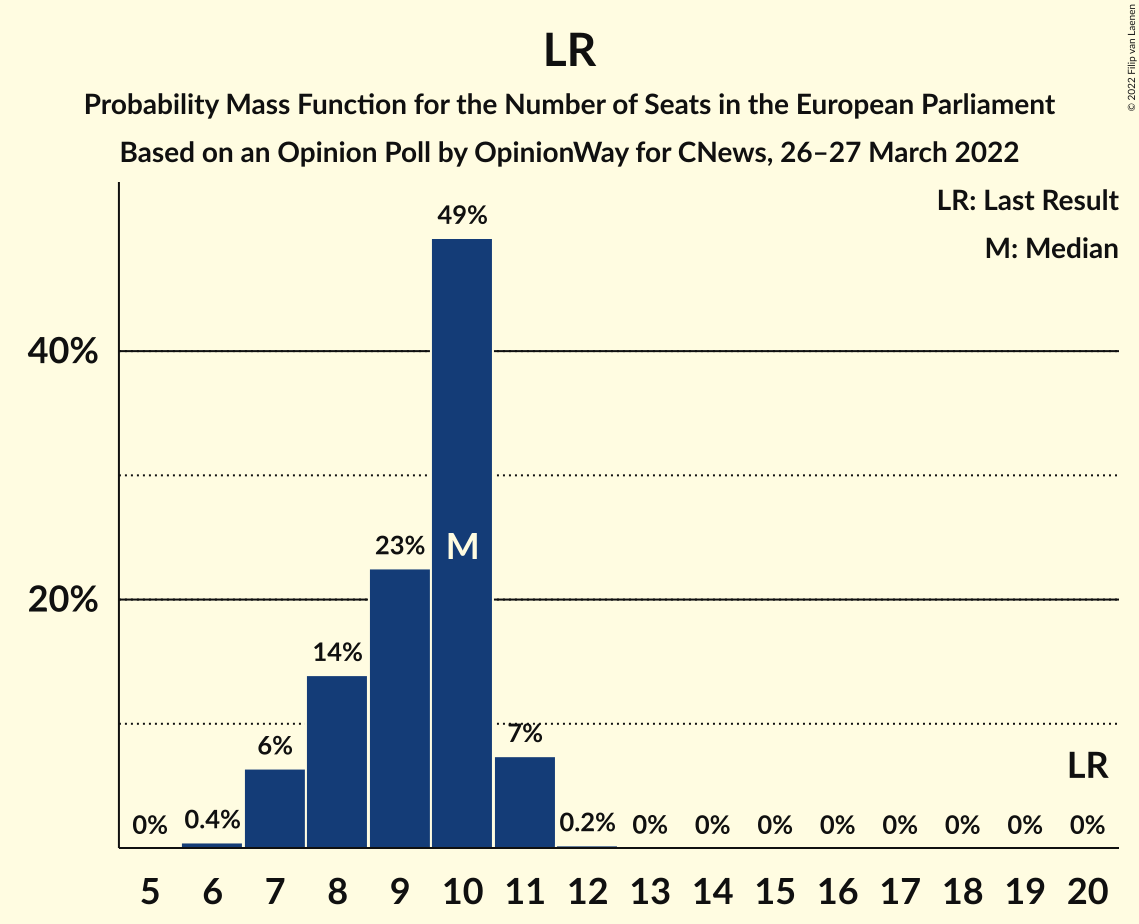 LR
Probability Mass Function for the Number of Seats in the European Parliament
Based on an Opinion Poll by OpinionWay for CNews, 26–27 March 2022
© 2022 Filip van Laenen
LR: Last Result
M: Median
49%
40%
23%
M
20%
14%
7%
6%
LR
0% 0.4% 0.2% 0% 0% 0% 0% 0% 0% 0% 0%
5 6 7 8 9 10 11 12 13 14 15 16 17 18 19 20